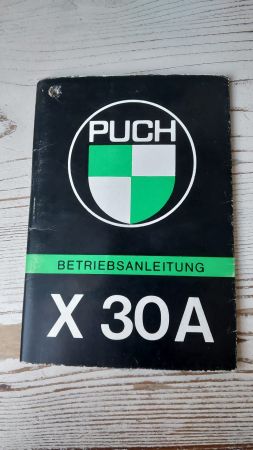 PUCH
BETRIEBSANLEITUNG
X 30 A